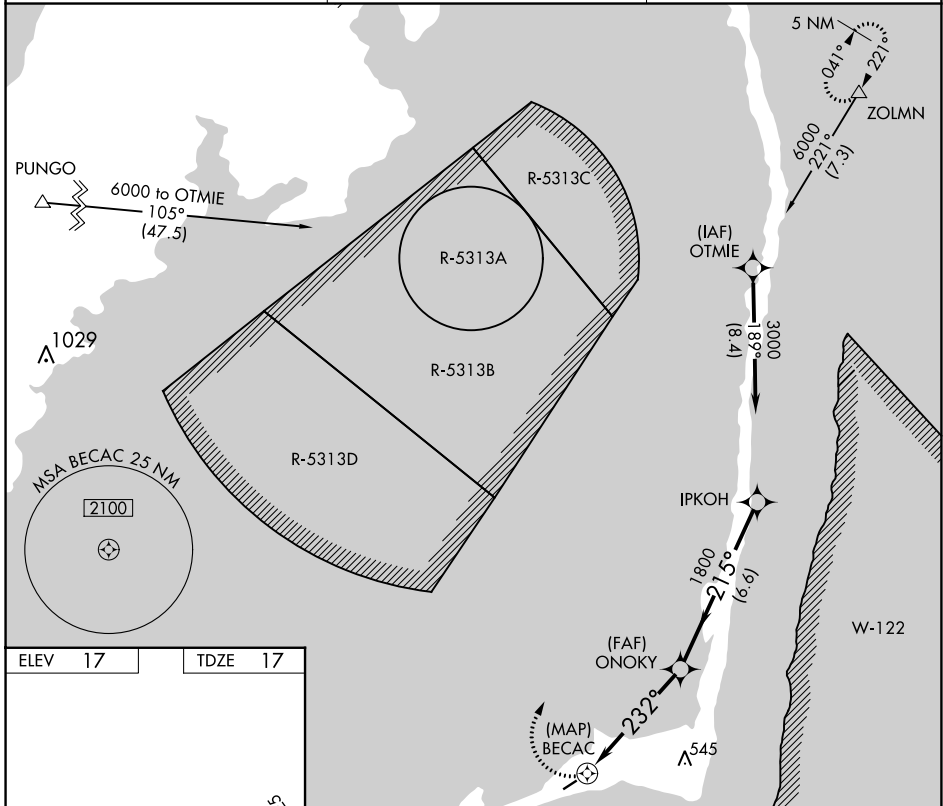 5 NM
041°
221°
ZOLMN
6000
221°
(7.3)
PUNGO
6000 to OTMIE
105°
(47.5)
R-5313C
R-5313A
(IAF)
OTMIE
3000
189°
(8.4)
1029
R-5313B
R-5313D
MSA BECAC 25 NM
2100
IPKOH
1800
215°
(6.6)
W-122
(FAF)
ONOKY
232°
(MAP)
BECAC
545
ELEV 17
TDZE 17